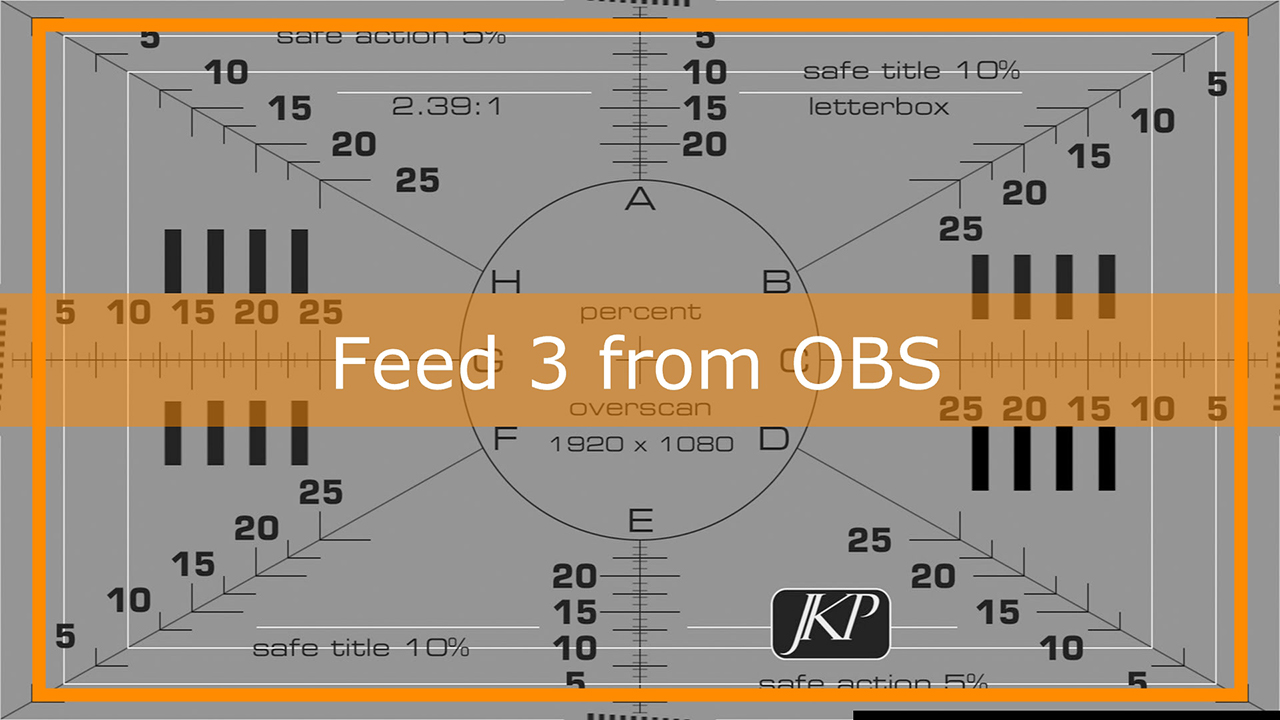 safe action 5%
5
5
10
10
safe title 10%
5
15
2.39:1
15
letterbox
10
20
20
15
25
20
A
25
H
B
5 10 15 20 25
percent
G
Feed 3 from OBS
C
overscan
25 20 15 10 5
F
1920 x 1080
D
25
E
20
25
15
20
20
10
15
15
5
safe title 10%
10
JKP
10
5
safe action 5%
5